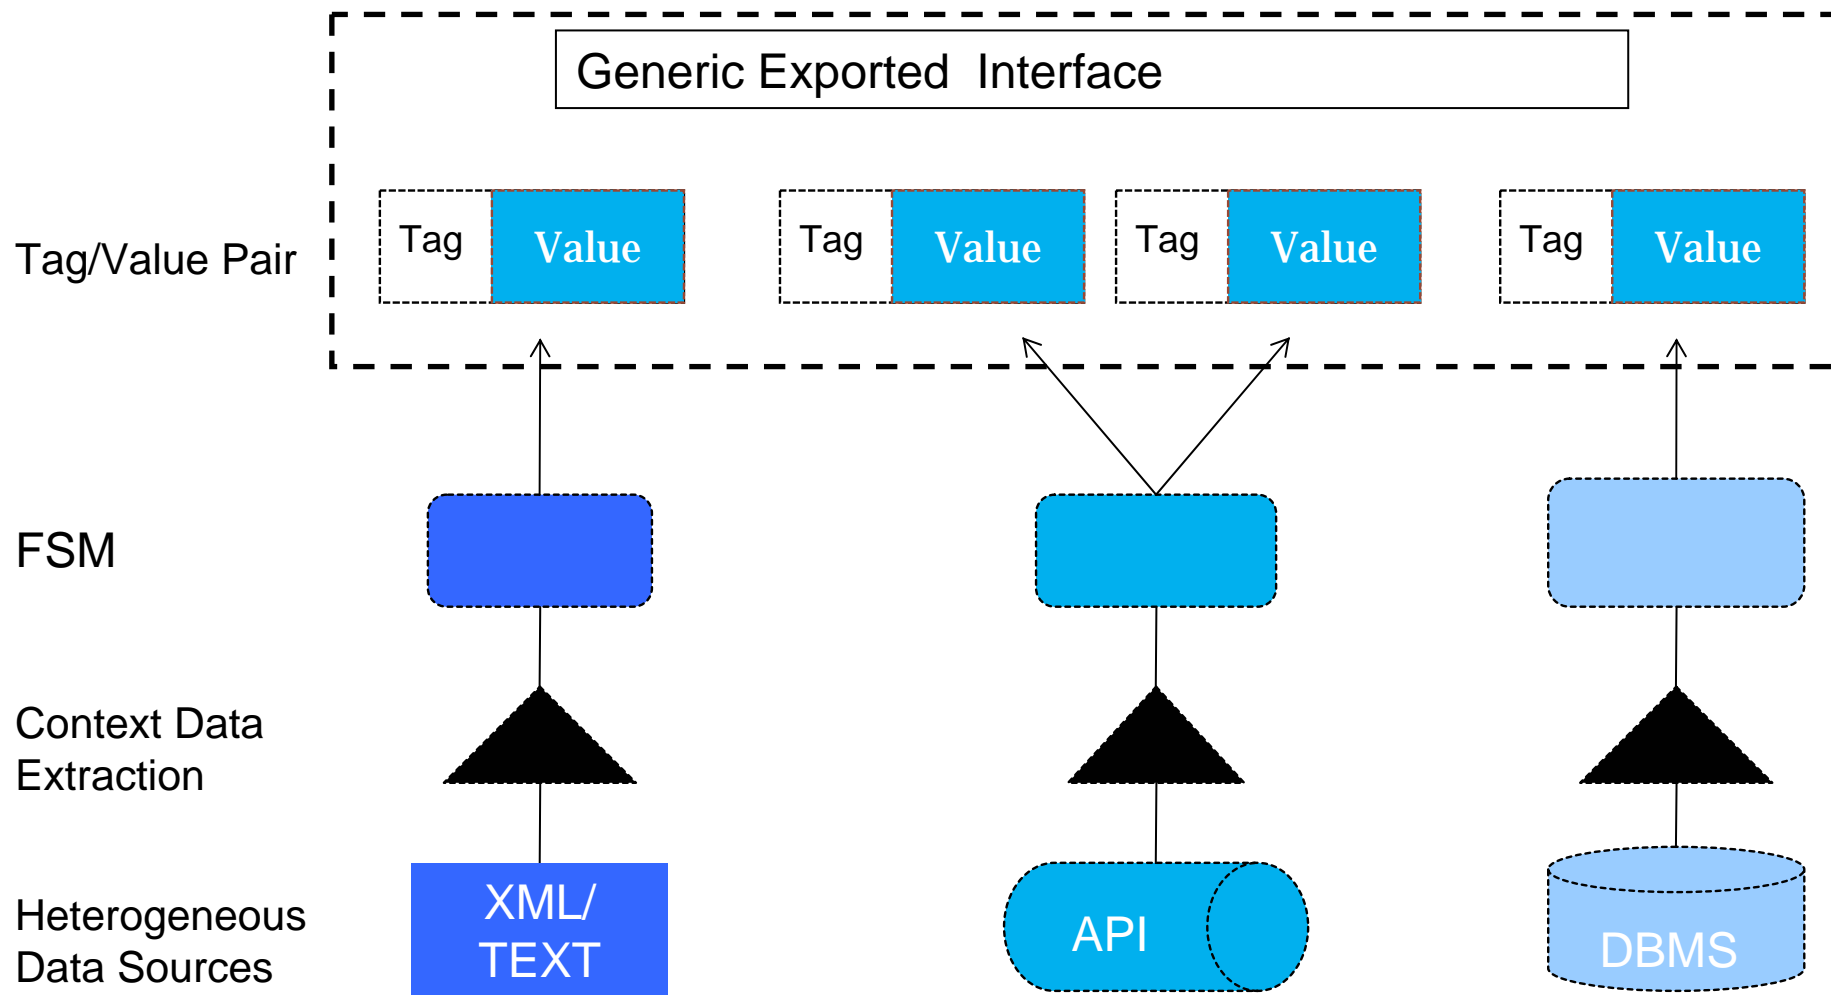 Generic Exported  Interface
Tag/Value Pair
Tag
Value
Tag
Value
Tag
Value
Tag
Value
FSM
Context Data
Extraction
Heterogeneous
Data Sources
XML/
TEXT
API
DBMS